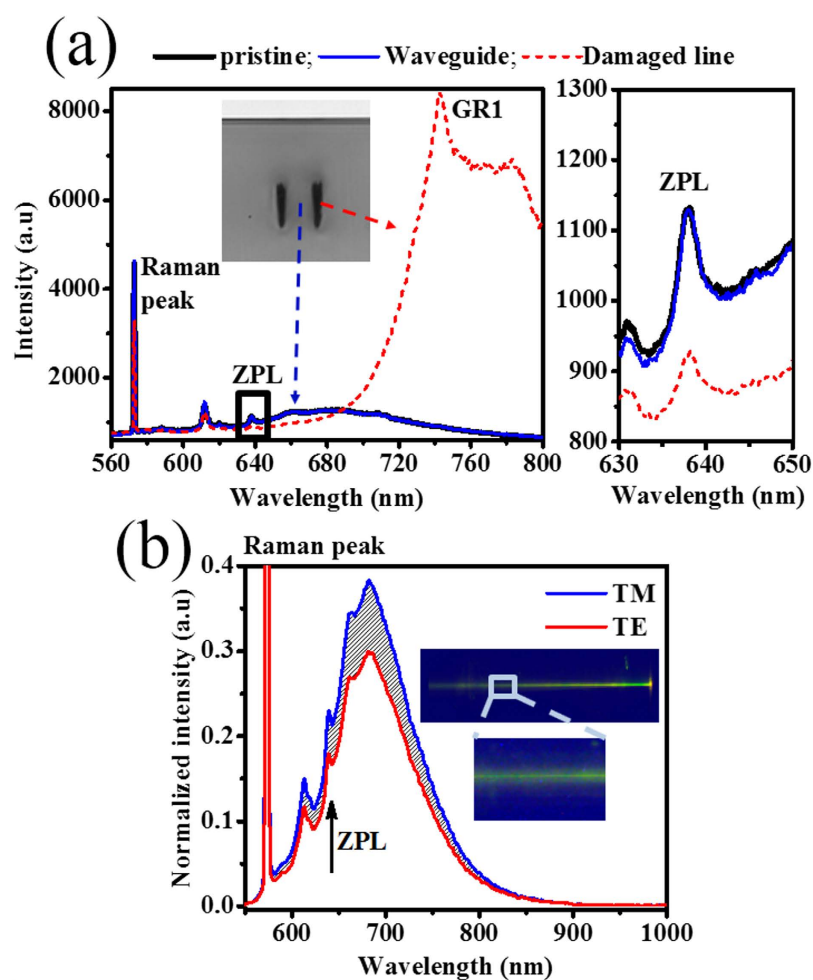 (a)
pristine; Waveguide; Damaged line
Intensity (a.u)
8000
6000
4000
2000
Raman
peak
ZPL
GR1
560 600 640 680 720 760 800
Wavelength (nm)
1300
1200
1100
1000
900
800
ZPL
630 640 650
Wavelength (nm)
(b)
Raman peak
Normalized intensity (a.u)
0.4
0.3
0.2
0.1
0.0
TM
TE
ZPL
600 700 800 900 1000
Wavelength (nm)